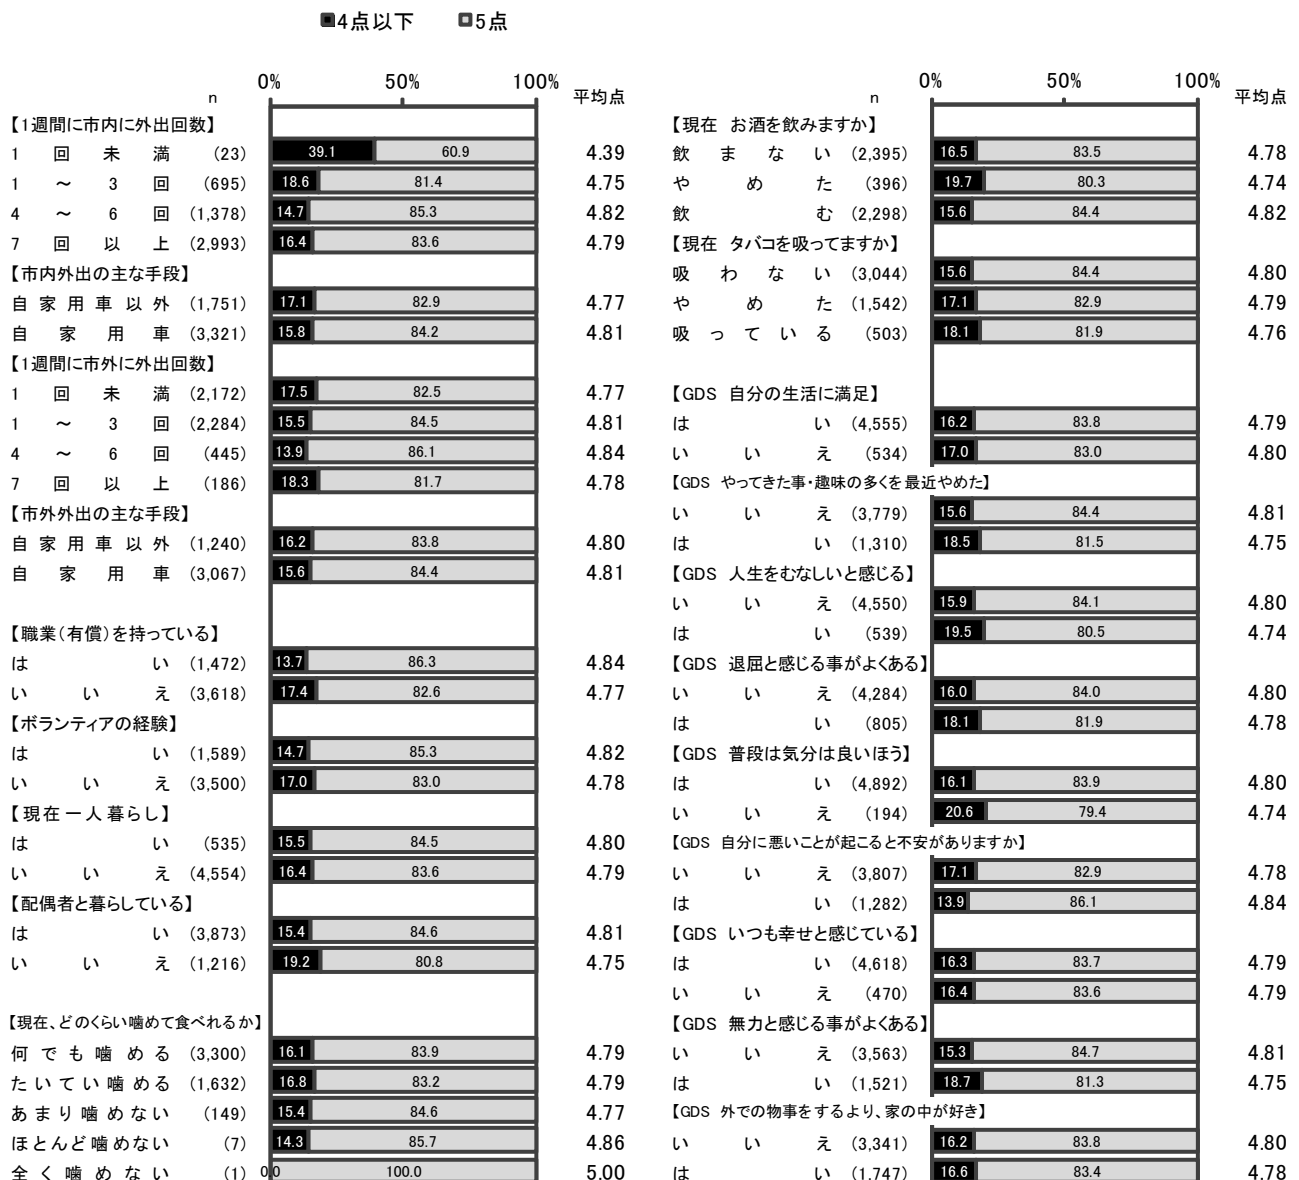 ■4点以下 □5点
0% 50% 100%
n 平均点
【1週間に市内に外出回数】
1回未満 (23) 39.1 60.9 4.39
1～3回 (695) 18.6 81.4 4.75
4～6回 (1,378) 14.7 85.3 4.82
7回以上 (2,993) 16.4 83.6 4.79
【市内外出の主な手段】
自家用車以外 (1,751) 17.1 82.9 4.77
自家用車 (3,321) 15.8 84.2 4.81
【1週間に市外に外出回数】
1回未満 (2,172) 17.5 82.5 4.77
1～3回 (2,284) 15.5 84.5 4.81
4～6回 (445) 13.9 86.1 4.84
7回以上 (186) 18.3 81.7 4.78
【市外外出の主な手段】
自家用車以外 (1,240) 16.2 83.8 4.80
自家用車 (3,067) 15.6 84.4 4.81
【職業(有償)を持っている】
はい (1,472) 13.7 86.3 4.84
いいえ (3,618) 17.4 82.6 4.77
【ボランティアの経験】
はい (1,589) 14.7 85.3 4.82
いいえ (3,500) 17.0 83.0 4.78
【現在一人暮らし】
はい (535) 15.5 84.5 4.80
いいえ (4,554) 16.4 83.6 4.79
【配偶者と暮らしている】
はい (3,873) 15.4 84.6 4.81
いいえ (1,216) 19.2 80.8 4.75
【現在、どのくらい噛めて食べれるか】
何でも噛める (3,300) 16.1 83.9 4.79
たいてい噛める (1,632) 16.8 83.2 4.79
あまり噛めない (149) 15.4 84.6 4.77
ほとんど噛めない (7) 14.3 85.7 4.86
全く噛めない (1) 0.0 100.0 5.00
0% 50% 100%
n 平均点
【現在 お酒を飲みますか】
飲まない (2,395) 16.5 83.5 4.78
やめた (396) 19.7 80.3 4.74
飲む (2,298) 15.6 84.4 4.82
【現在 タバコを吸ってますか】
吸わない (3,044) 15.6 84.4 4.80
やめた (1,542) 17.1 82.9 4.79
吸っている (503) 18.1 81.9 4.76
【GDS 自分の生活に満足】
はい (4,555) 16.2 83.8 4.79
いいえ (534) 17.0 83.0 4.80
【GDS やってきた事・趣味の多くを最近やめた】
いいえ (3,779) 15.6 84.4 4.81
はい (1,310) 18.5 81.5 4.75
【GDS 人生をむなしいと感じる】
いいえ (4,550) 15.9 84.1 4.80
はい (539) 19.5 80.5 4.74
【GDS 退屈と感じる事がよくある】
いいえ (4,284) 16.0 84.0 4.80
はい (805) 18.1 81.9 4.78
【GDS 普段は気分は良いほう】
はい (4,892) 16.1 83.9 4.80
いいえ (194) 20.6 79.4 4.74
【GDS 自分に悪いことが起こると不安がありますか】
いいえ (3,807) 17.1 82.9 4.78
はい (1,282) 13.9 86.1 4.84
【GDS いつも幸せと感じている】
はい (4,618) 16.3 83.7 4.79
いいえ (470) 16.4 83.6 4.79
【GDS 無力と感じる事がよくある】
いいえ (3,563) 15.3 84.7 4.81
はい (1,521) 18.7 81.3 4.75
【GDS 外での物事をするより、家の中が好き】
いいえ (3,341) 16.2 83.8 4.80
はい (1,747) 16.6 83.4 4.78